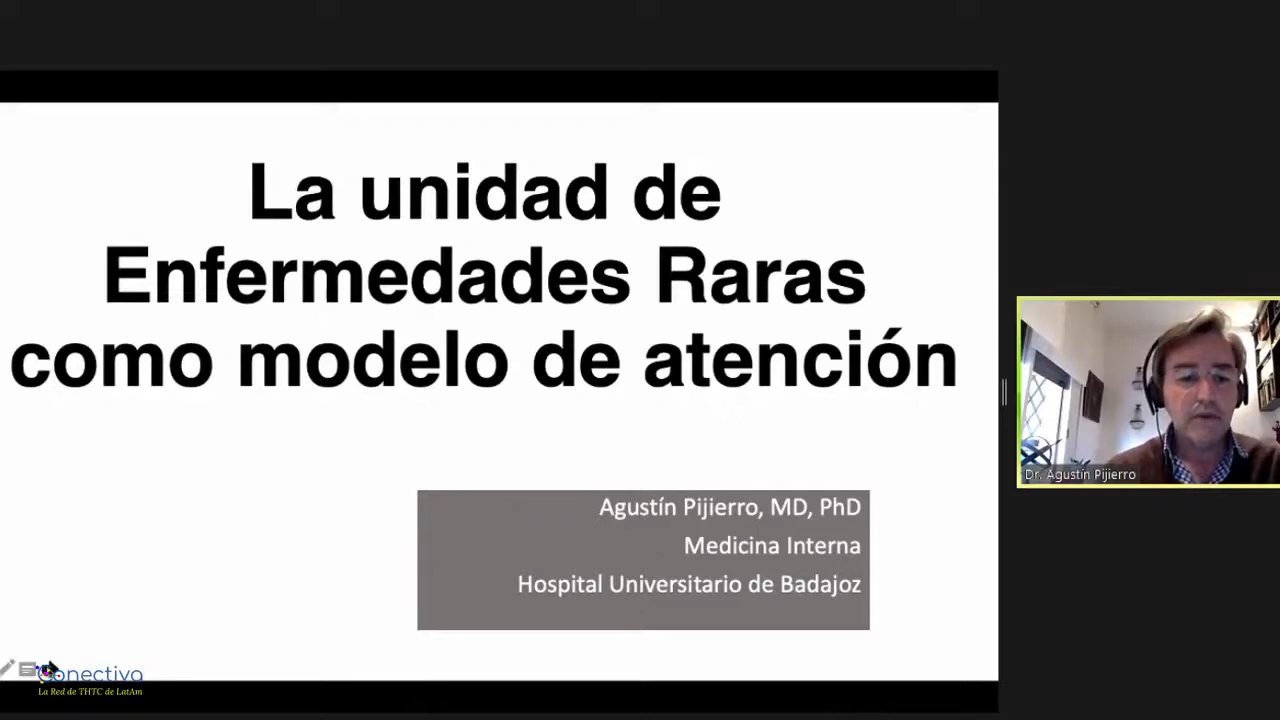 La unidad de
Enfermedades Raras
como modelo de atención
Agustín Pijierro, MD, PhD
Medicina Interna
Hospital Universitario de Badajoz
Dr. Agustín Pijierro
Conectiva
La Red de THTC de LatAm